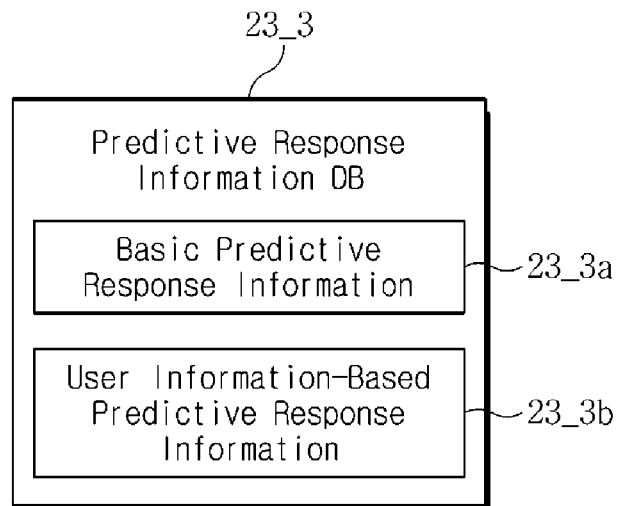 23_3
Predictive Response
Information DB
Basic Predictive
Response Information
23_3a
User Information-Based
Predictive Response
Information
23_3b